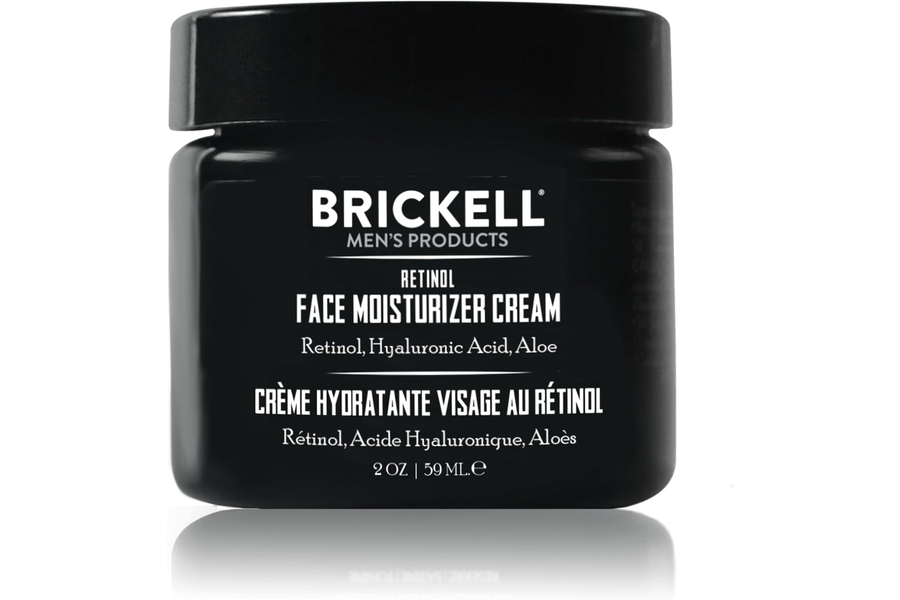 BRICKELL®
MEN'S PRODUCTS
RETINOL
FACE MOISTURIZER CREAM
Retinol, Hyaluronic Acid, Aloe
CRÈME HYDRATANTE VISAGE AU RÉTINOL
Rétinol, Acide Hyaluronique, Aloès
2 OZ | 59 ML.℮